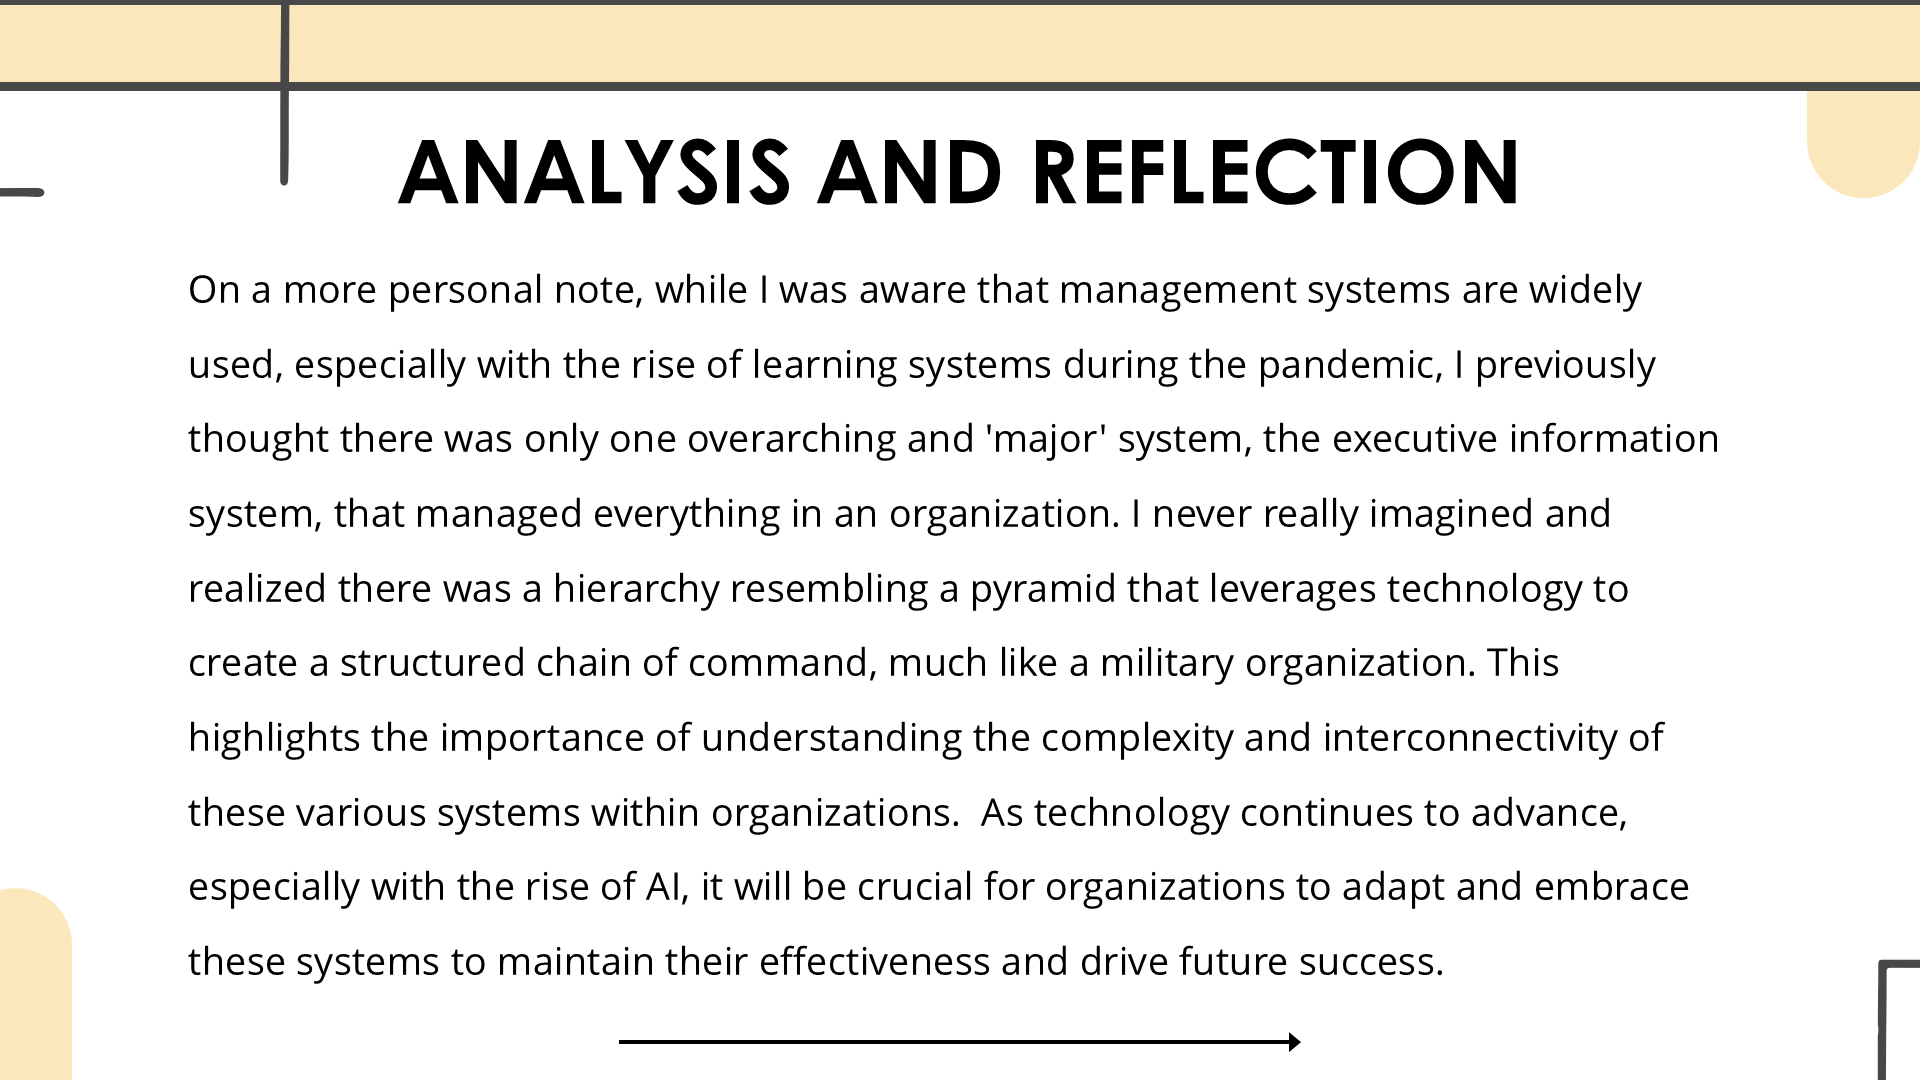 ANALYSIS AND REFLECTION
On a more personal note, while I was aware that management systems are widely
used, especially with the rise of learning systems during the pandemic, I previously
thought there was only one overarching and 'major' system, the executive information
system, that managed everything in an organization. I never really imagined and
realized there was a hierarchy resembling a pyramid that leverages technology to
create a structured chain of command, much like a military organization. This
highlights the importance of understanding the complexity and interconnectivity of
these various systems within organizations.  As technology continues to advance,
especially with the rise of AI, it will be crucial for organizations to adapt and embrace
these systems to maintain their effectiveness and drive future success.